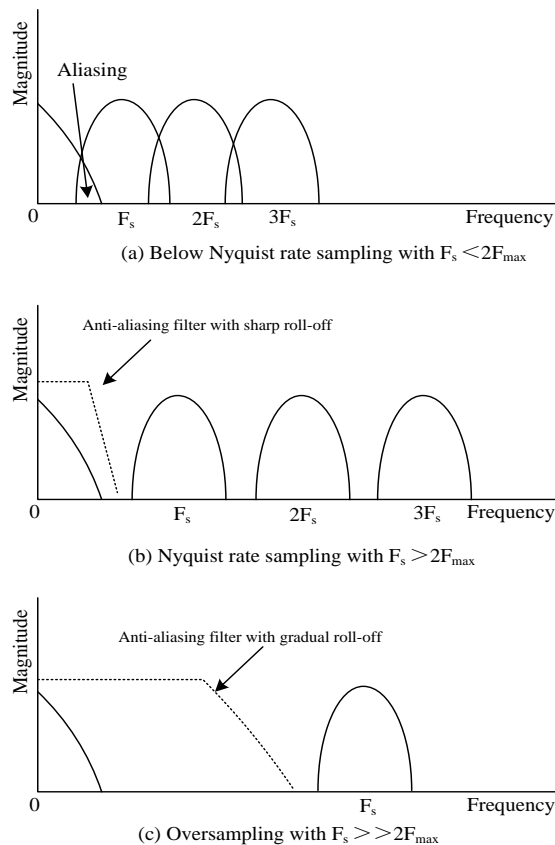 Magnitude
Aliasing
0
Fs
2Fs
3Fs
Frequency
(a) Below Nyquist rate sampling with Fs <2Fmax
Magnitude
Anti-aliasing filter with sharp roll-off
0
Fs
2Fs
3Fs
Frequency
(b) Nyquist rate sampling with Fs >2Fmax
Magnitude
Anti-aliasing filter with gradual roll-off
0
Fs
Frequency
(c) Oversampling with Fs >>2Fmax